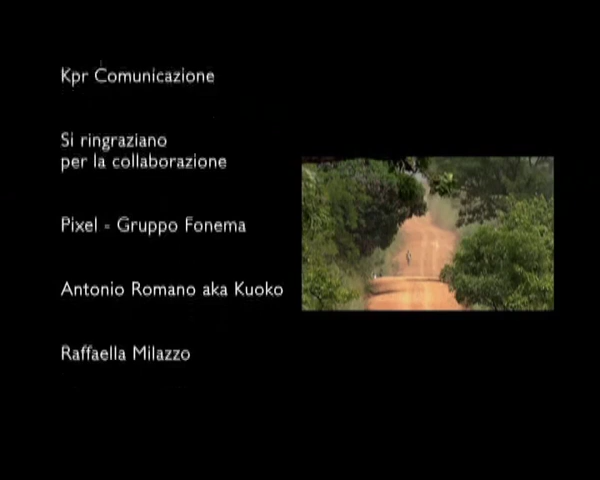 Kpr Comunicazione
Si ringraziano
per la collaborazione
Pixel - Gruppo Fonema
Antonio Romano aka Kuoko
Raffaella Milazzo